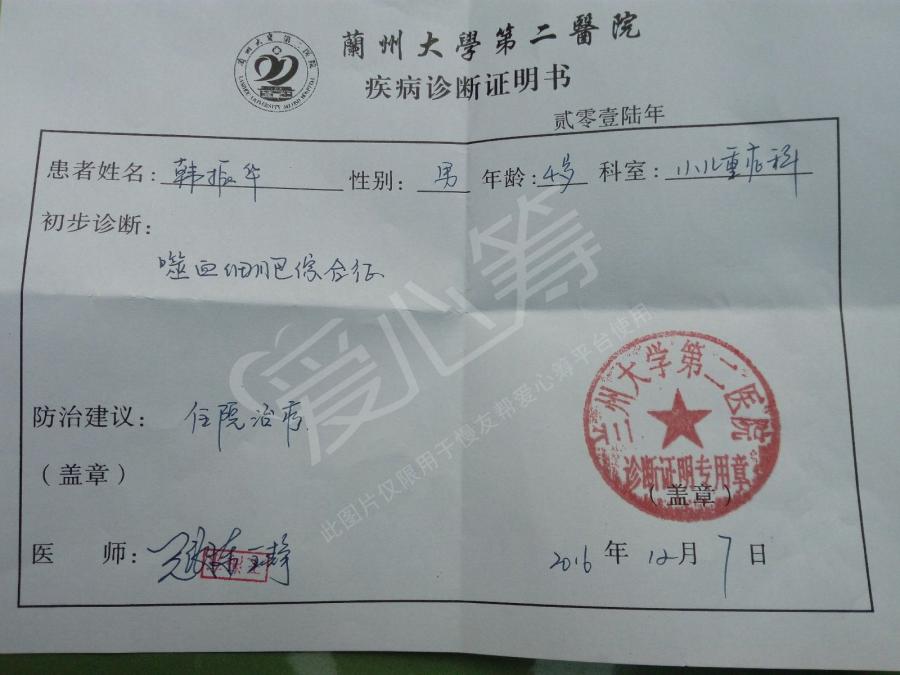 蘭州大學第二醫院
疾病诊断证明书
贰零壹陆年
患者姓名：韩振华 性别：男 年龄：4岁 科室：小儿重症科
初步诊断：
噬血细胞综合征
防治建议：住院治疗
（盖章）
兰州大学第二医院
诊断证明专用章
（盖章）
医 师：
2016 年 12 月 7 日
爱心筹
此图片仅限用于慢友帮爱心筹平台使用